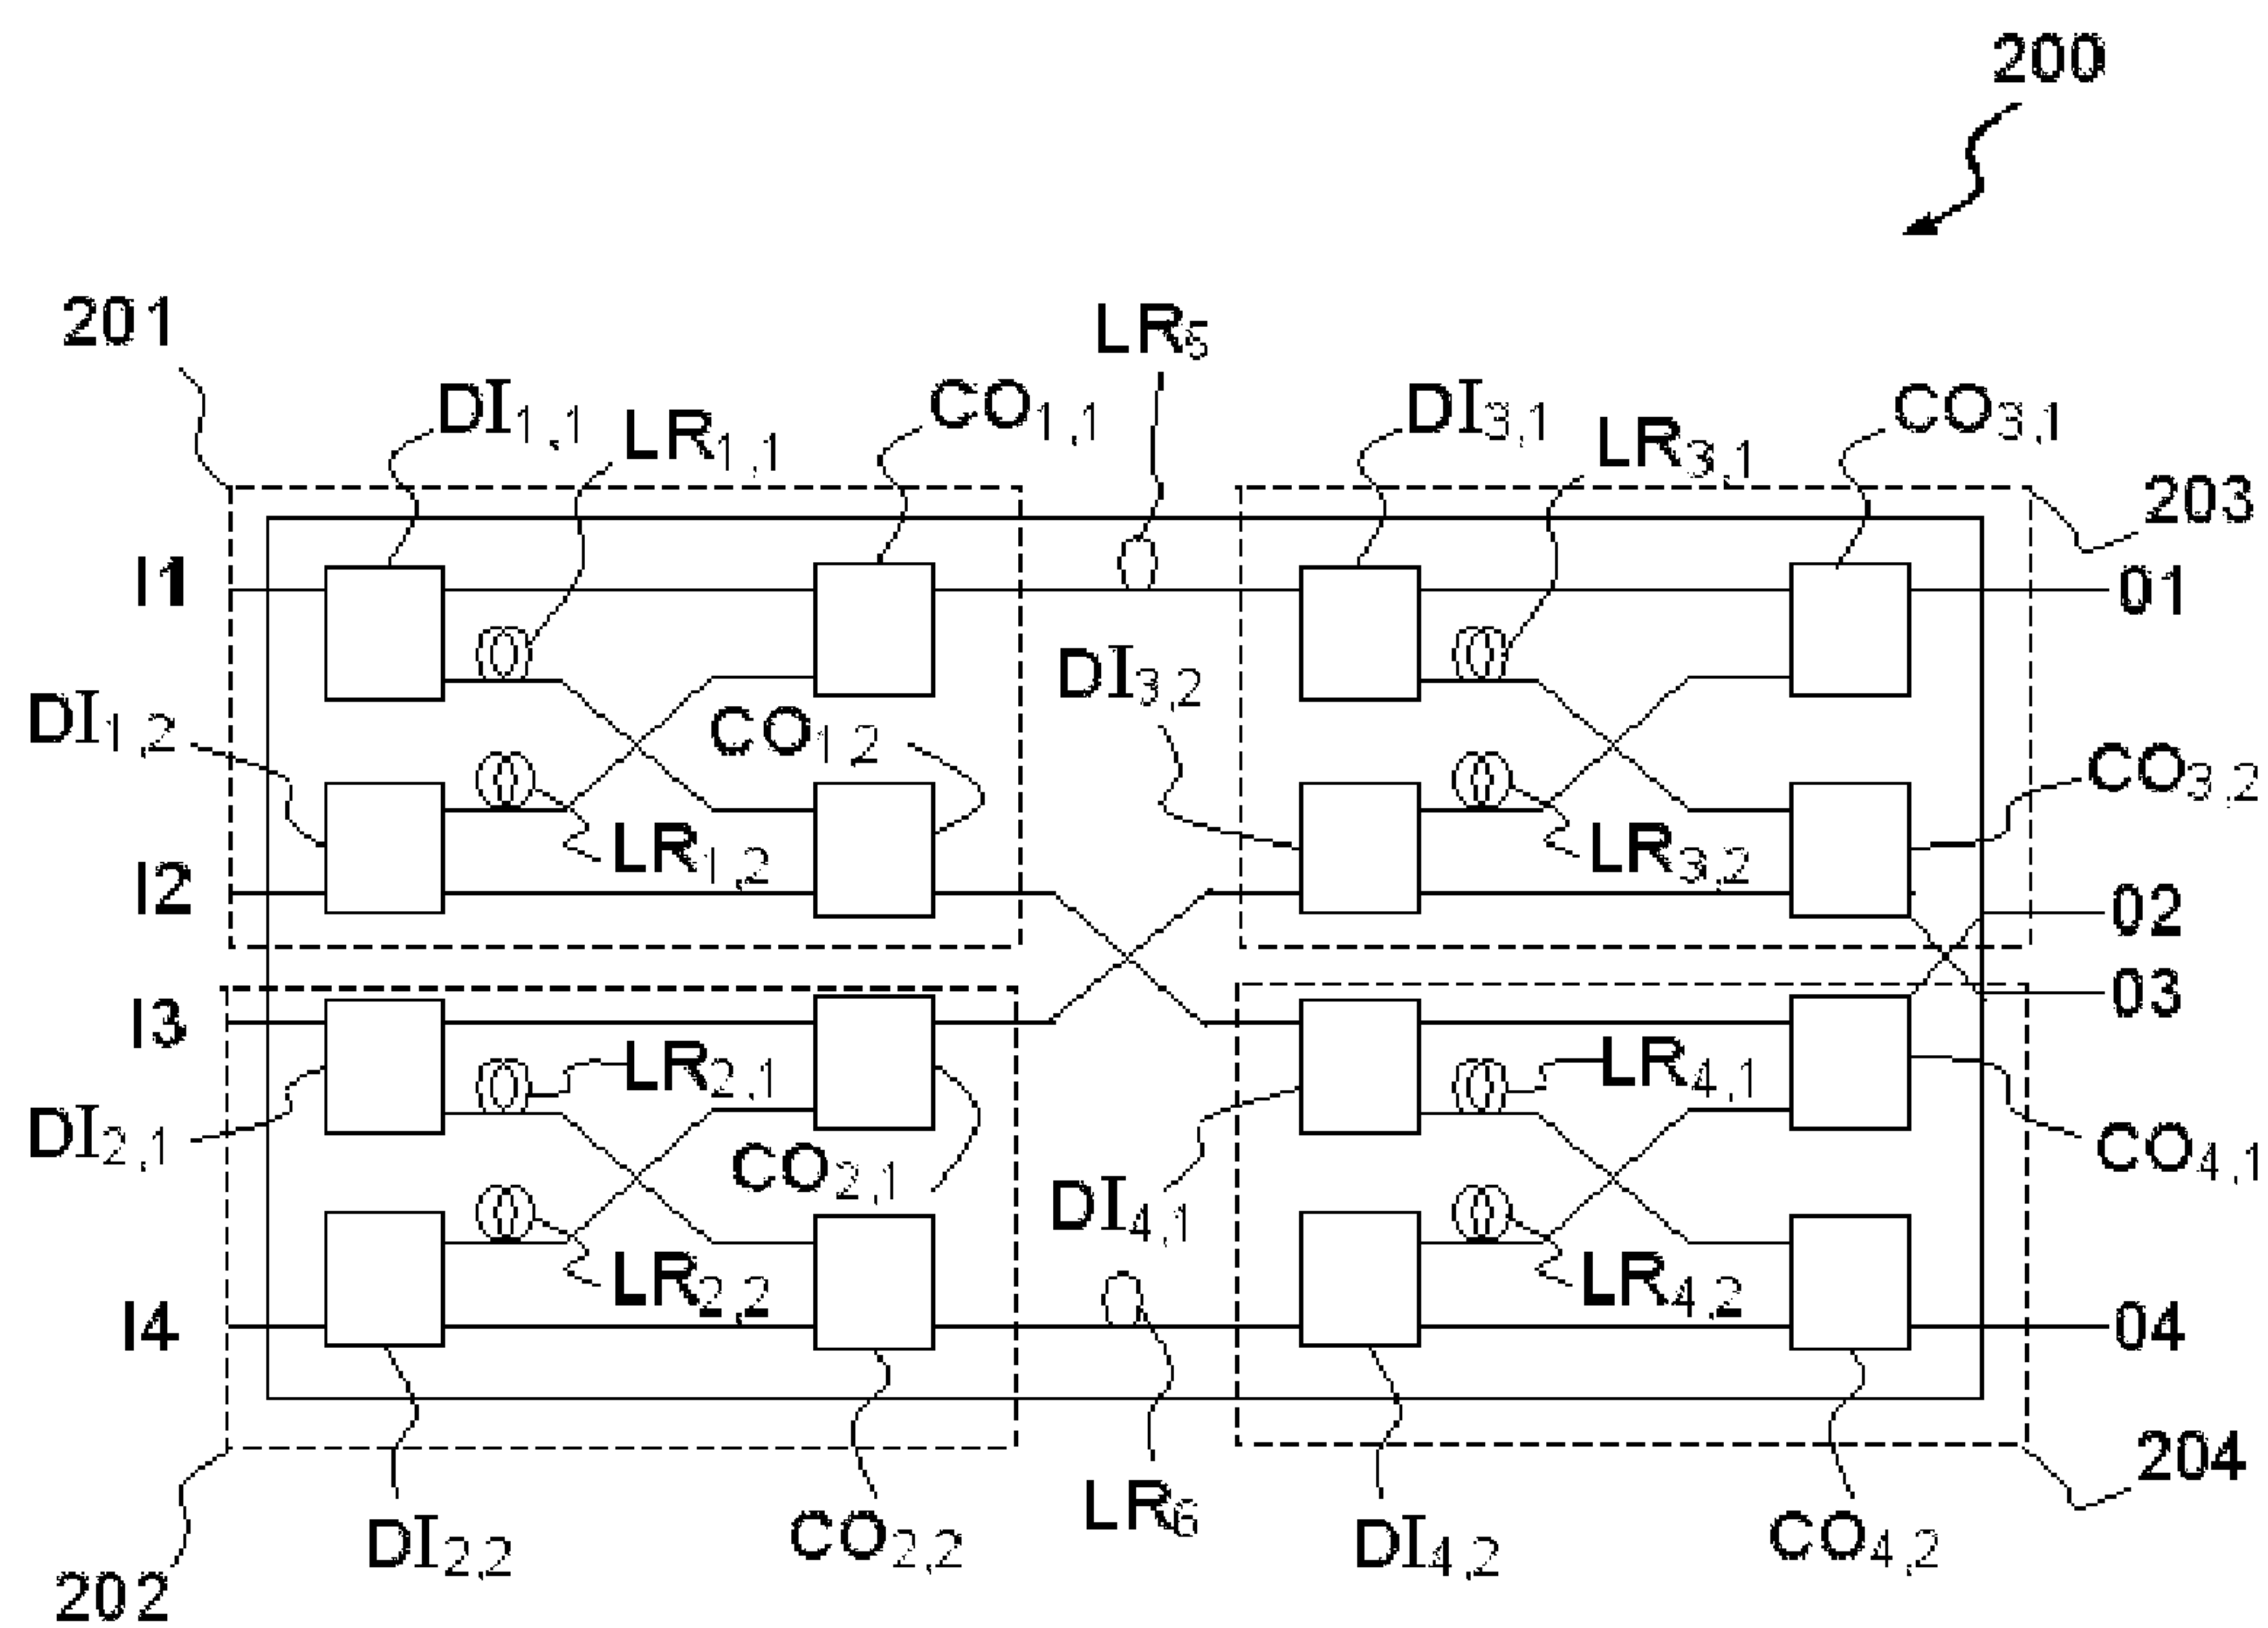 200
201
LR5
DI1,1
LR1,1
CO1,1
DI3,1
LR3,1
CO3,1
203
I1
01
DI1,2
CO1,2
DI3,2
CO3,2
LR1,2
LR3,2
I2
02
I3
03
DI2,1
LR2,1
CO2,1
DI4,1
LR4,1
CO4,1
LR2,2
LR4,2
I4
04
204
LR6
DI2,2
CO2,2
DI4,2
CO4,2
202